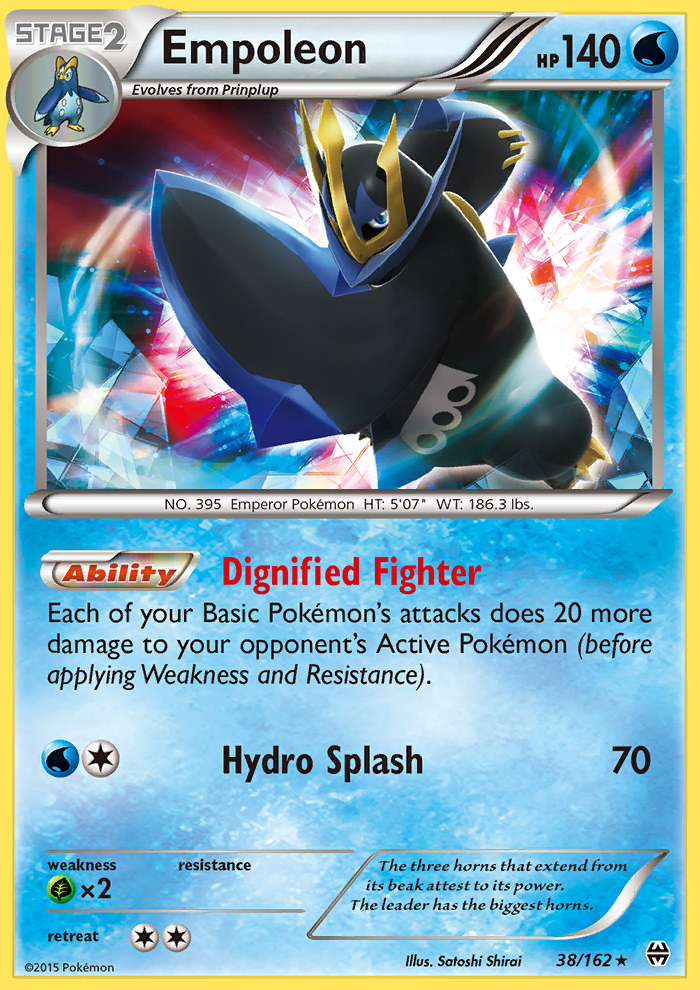 STAGE2
Empoleon
HP140
Evolves from Prinplup
NO. 395 Emperor Pokémon HT: 5'07" WT: 186.3 lbs.
Ability Dignified Fighter
Each of your Basic Pokémon's attacks does 20 more
damage to your opponent's Active Pokémon (before
applying Weakness and Resistance).
Hydro Splash 70
weakness resistance
×2
retreat
The three horns that extend from
its beak attest to its power.
The leader has the biggest horns.
©2015 Pokémon
Illus. Satoshi Shirai 38/162 ★